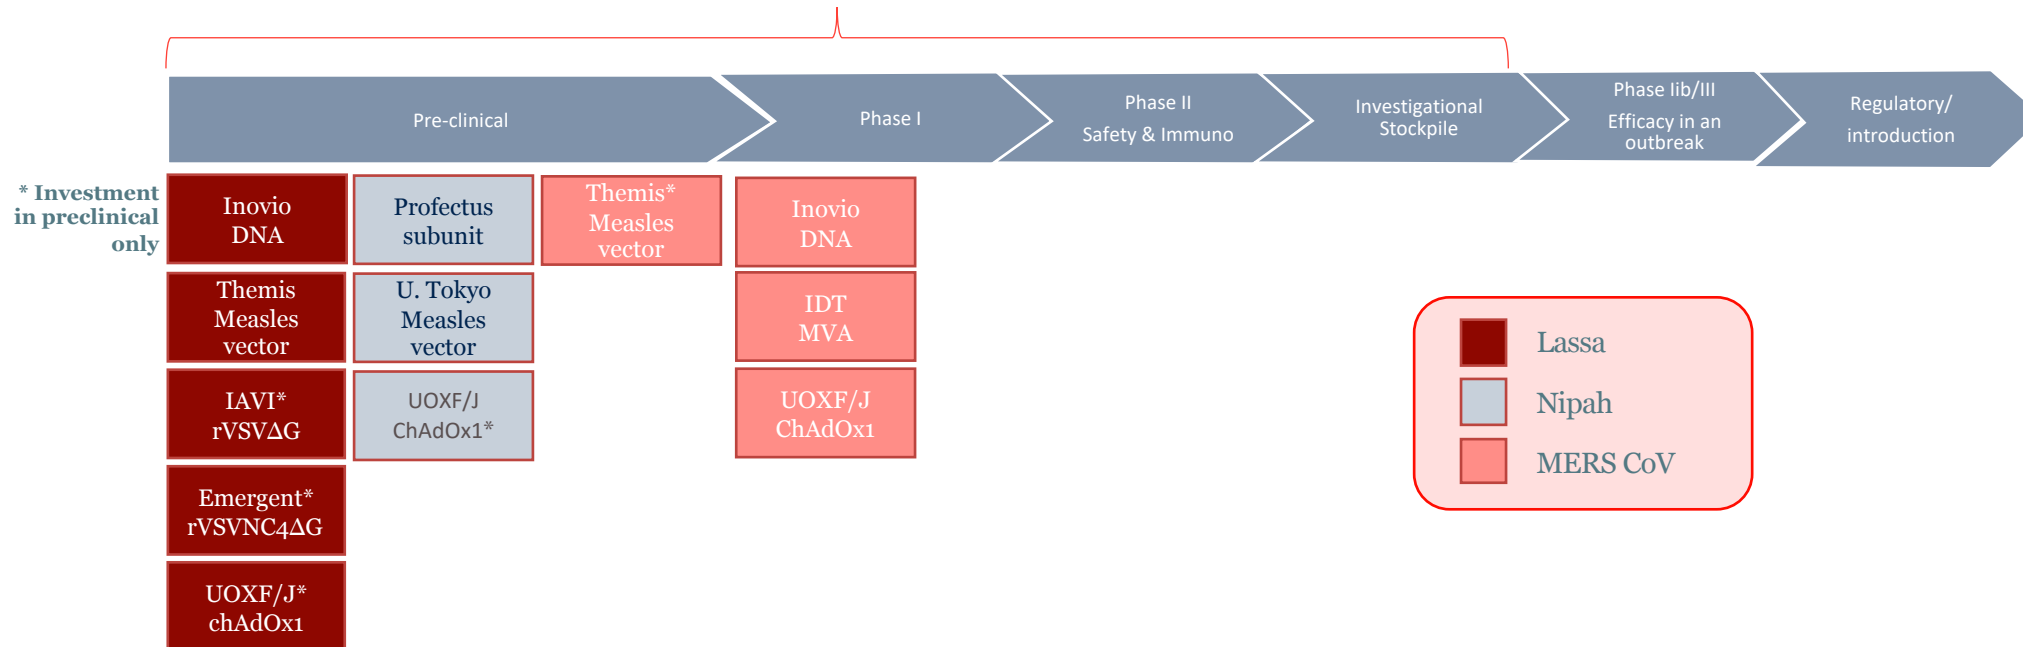 Pre-clinical
Phase I
Phase II
Safety & Immuno
Investigational
Stockpile
Phase Iib/III
Efficacy in an
outbreak
Regulatory/
introduction
* Investment
in preclinical
only
Inovio
DNA
Profectus
subunit
Themis*
Measles
vector
Inovio
DNA
Themis
Measles
vector
U. Tokyo
Measles
vector
IDT
MVA
IAVI*
rVSVΔG
UOXF/J
ChAdOx1*
UOXF/J
ChAdOx1
Emergent*
rVSVNC4ΔG
UOXF/J*
chAdOx1
Lassa
Nipah
MERS CoV